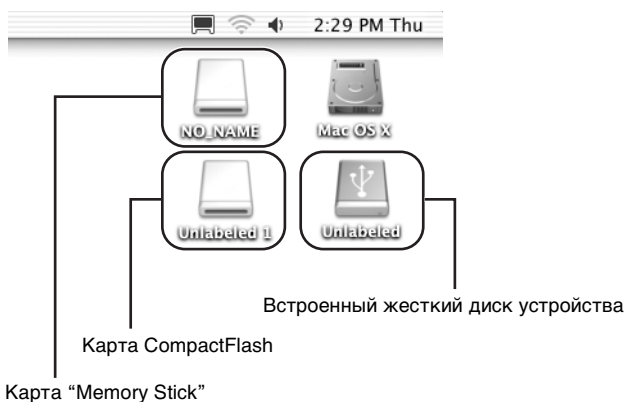 2:29 PM Thu
NO_NAME Mac OS X
Unlabeled 1 Unlabeled
Встроенный жесткий диск устройства
Карта CompactFlash
Карта “Memory Stick”